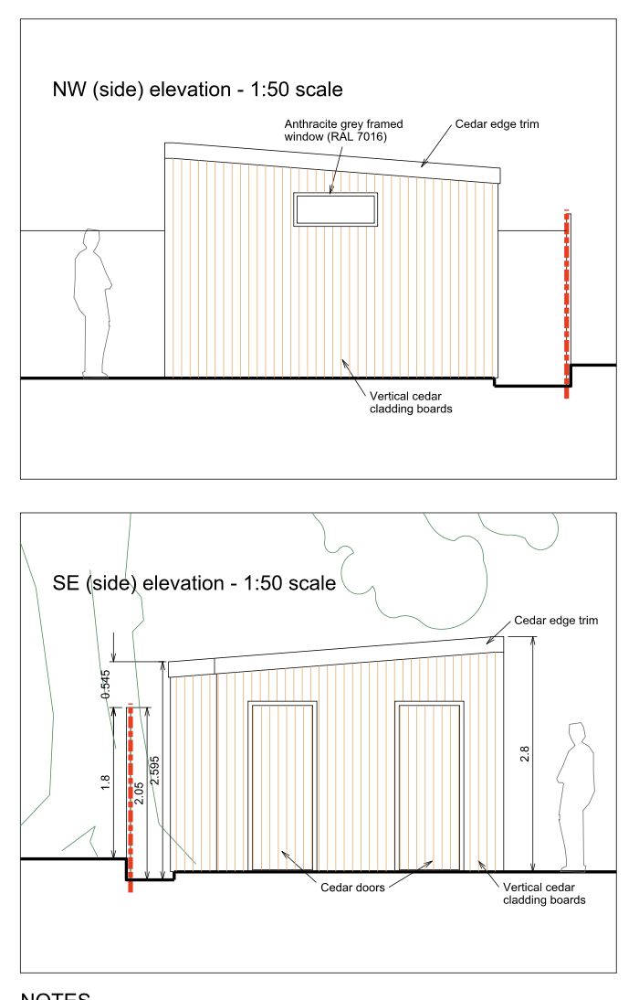 NW (side) elevation - 1:50 scale
Anthracite grey framed
window (RAL 7016)
Cedar edge trim
Vertical cedar
cladding boards
SE (side) elevation - 1:50 scale
Cedar edge trim
0.545
1.8
2.05
2.595
2.8
Cedar doors
Vertical cedar
cladding boards
NOTES